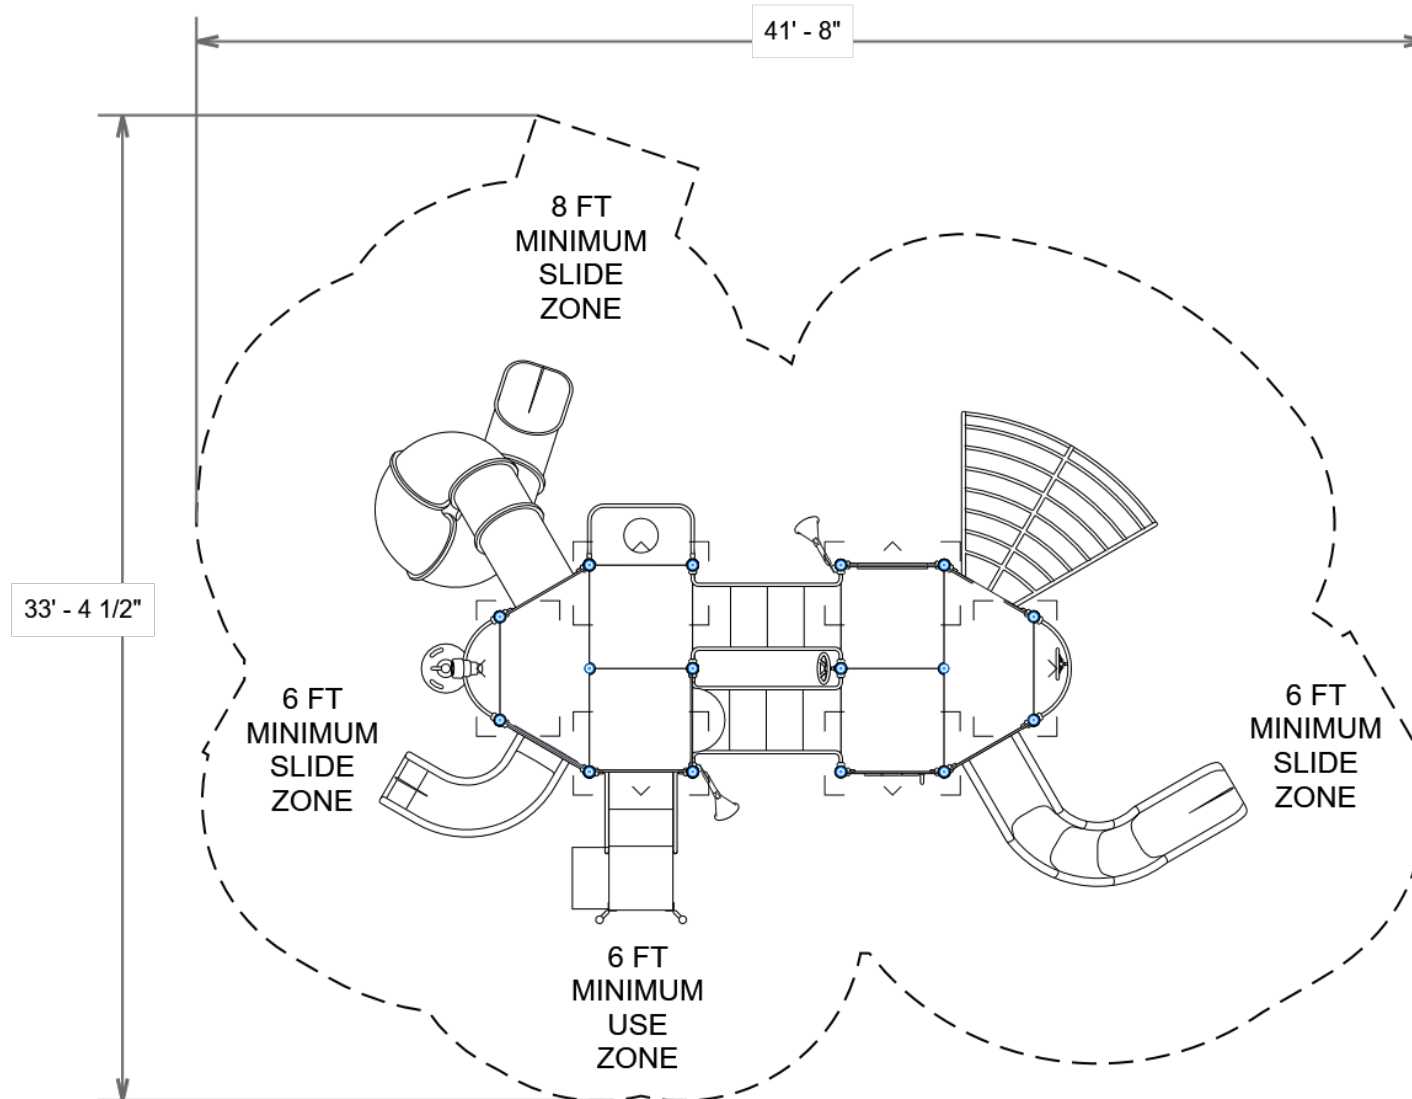 41' - 8"
8 FT
MINIMUM
SLIDE
ZONE
33' - 4 1/2"
6 FT
MINIMUM
SLIDE
ZONE
6 FT
MINIMUM
SLIDE
ZONE
6 FT
MINIMUM
USE
ZONE